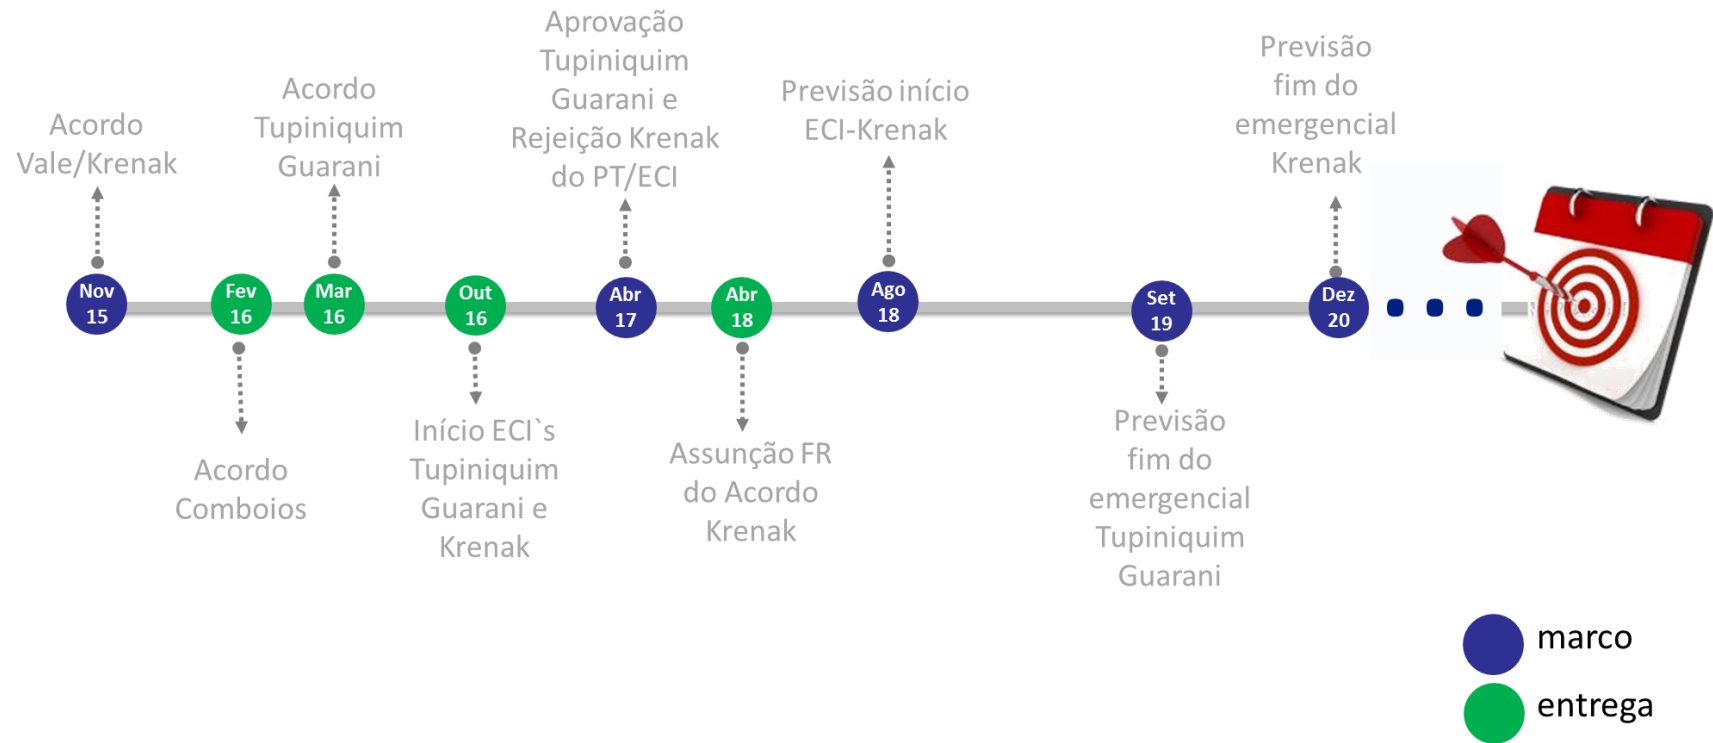 Acordo
Vale/Krenak
Nov
15
Fev
16
Acordo
Comboios
Acordo
Tupiniquim
Guarani
Mar
16
Out
16
Início ECI`s
Tupiniquim
Guarani e
Krenak
Aprovação
Tupiniquim
Guarani e
Rejeição Krenak
do PT/ECI
Abr
17
Abr
18
Assunção FR
do Acordo
Krenak
Previsão início
ECI-Krenak
Ago
18
Set
19
Previsão
fim do
emergencial
Tupiniquim
Guarani
Previsão
fim do
emergencial
Krenak
Dez
20
marco
entrega